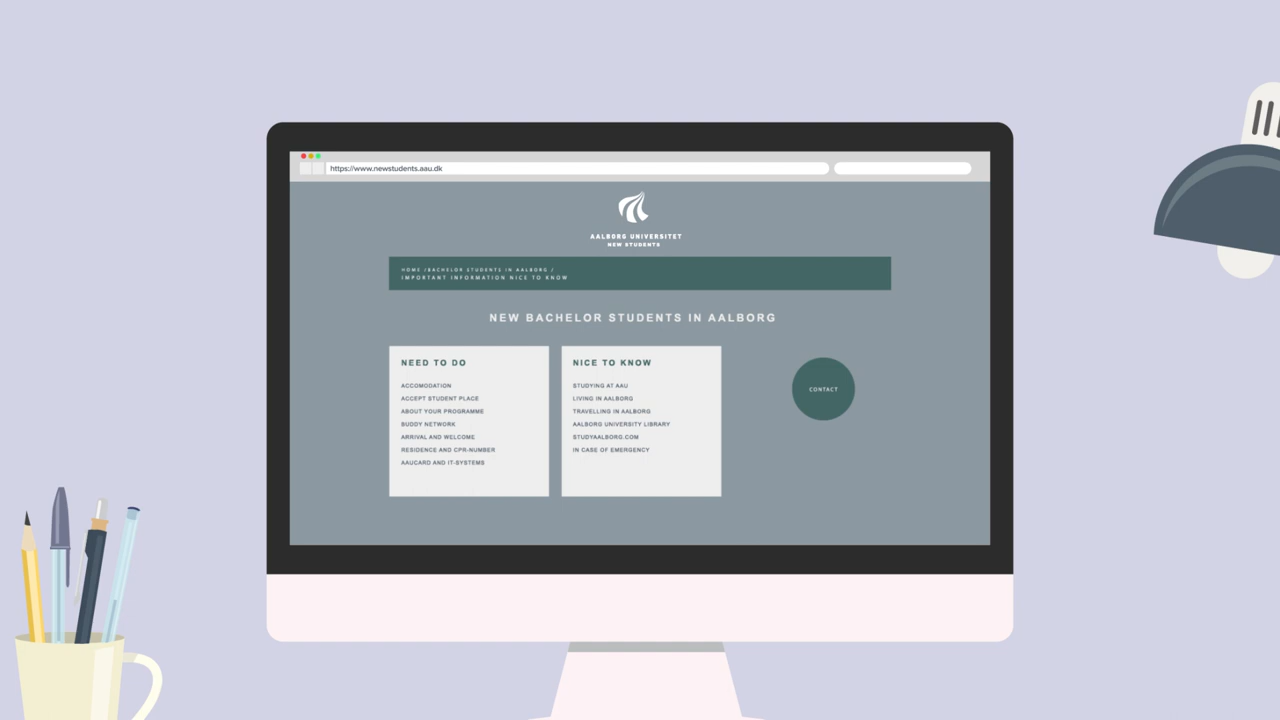 https://www.newstudents.aau.dk
AALBORG UNIVERSITET
NEW STUDENTS
HOME /BACHELOR STUDENTS IN AALBORG /
IMPORTANT INFORMATION NICE TO KNOW
NEW BACHELOR STUDENTS IN AALBORG
NEED TO DO
ACCOMODATION
ACCEPT STUDENT PLACE
ABOUT YOUR PROGRAMME
BUDDY NETWORK
ARRIVAL AND WELCOME
RESIDENCE AND CPR-NUMBER
AAUCARD AND IT-SYSTEMS
NICE TO KNOW
STUDYING AT AAU
LIVING IN AALBORG
TRAVELLING IN AALBORG
AALBORG UNIVERSITY LIBRARY
STUDYAALBORG.COM
IN CASE OF EMERGENCY
CONTACT